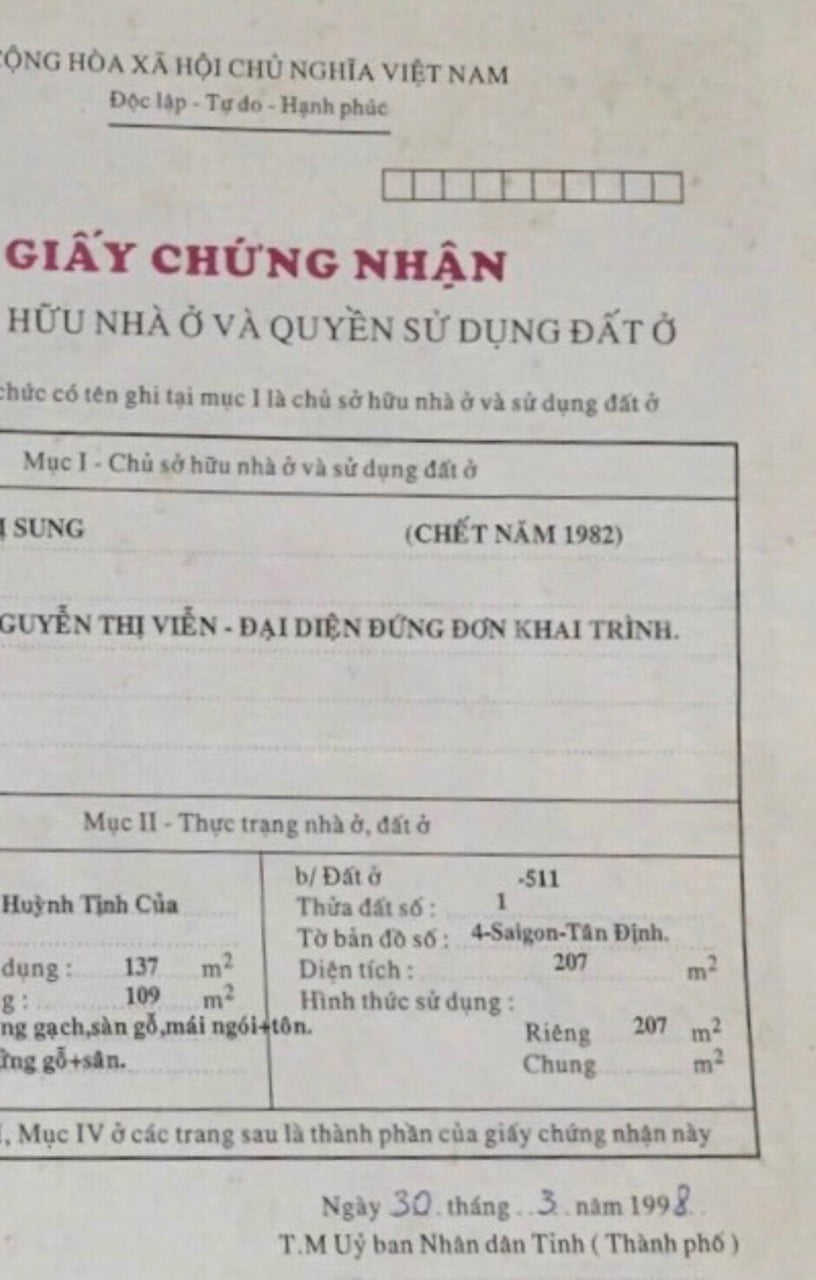 CỘNG HÒA XÃ HỘI CHỦ NGHĨA VIỆT NAM
Độc lập - Tự do - Hạnh phúc
GIẤY CHỨNG NHẬN
HỮU NHÀ Ở VÀ QUYỀN SỬ DỤNG ĐẤT Ở
chức có tên ghi tại mục I là chủ sở hữu nhà ở và sử dụng đất ở
Mục I - Chủ sở hữu nhà ở và sử dụng đất ở
SUNG (CHẾT NĂM 1982)
GUYỄN THỊ VIỄN - ĐẠI DIỆN ĐỨNG ĐƠN KHAI TRÌNH.
Mục II - Thực trạng nhà ở, đất ở
b/ Đất ở -511
Huỳnh Tịnh Của
Thửa đất số : 1
Tờ bản đồ số : 4-Saigon-Tân Định.
dụng : 137 m2
Diện tích : 207 m2
g : 109 m2
Hình thức sử dụng :
ng gạch,sàn gỗ,mái ngói+tôn.
Riêng 207 m2
ửng gỗ+sân.
Chung m2
, Mục IV ở các trang sau là thành phần của giấy chứng nhận này
Ngày 30 tháng 3 năm 1998
T.M Uỷ ban Nhân dân Tỉnh ( Thành phố )